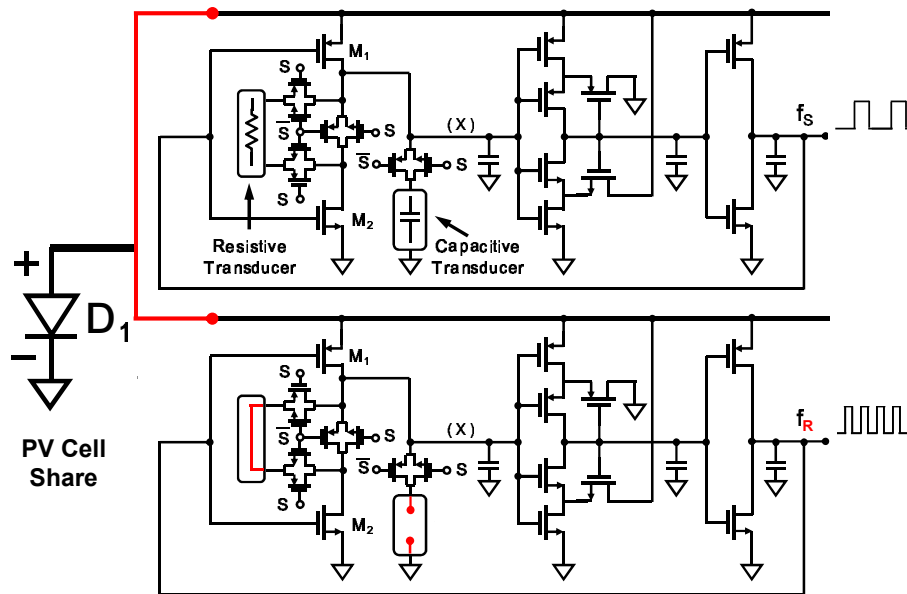 M1
S
(X)
fS
S̅
S
S̅
S
S
M2
Resistive
Transducer
Capacitive
Transducer
+
D1
−
PV Cell
Share
M1
S
(X)
fR
S̅
S
S̅
S
S
M2